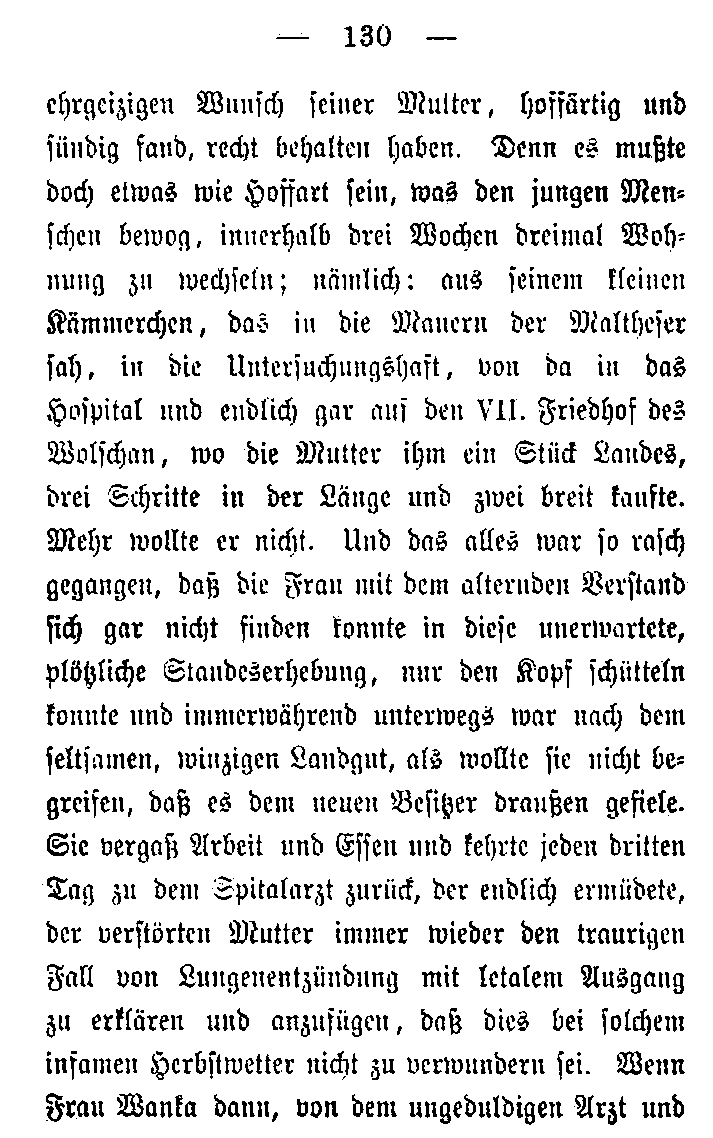 — 130 —
ehrgeizigen Wunsch seiner Mutter, hoffärtig und
sündig fand, recht behalten haben. Denn es mußte
doch etwas wie Hoffart sein, was den jungen Men-
schen bewog, innerhalb drei Wochen dreimal Woh-
nung zu wechseln; nämlich: aus seinem kleinen
Kämmerchen, das in die Mauern der Maltheser
sah, in die Untersuchungshaft, von da in das
Hospital und endlich gar auf den VII. Friedhof des
Wolschan, wo die Mutter ihm ein Stück Landes,
drei Schritte in der Länge und zwei breit kaufte.
Mehr wollte er nicht. Und das alles war so rasch
gegangen, daß die Frau mit dem alternden Verstand
sich gar nicht finden konnte in diese unerwartete,
plötzliche Standeserhebung, nur den Kopf schütteln
konnte und immerwährend unterwegs war nach dem
seltsamen, winzigen Landgut, als wollte sie nicht be-
greifen, daß es dem neuen Besitzer draußen gefiele.
Sie vergaß Arbeit und Essen und kehrte jeden dritten
Tag zu dem Spitalarzt zurück, der endlich ermüdete,
der verstörten Mutter immer wieder den traurigen
Fall von Lungenentzündung mit letalem Ausgang
zu erklären und anzufügen, daß dies bei solchem
infamen Herbstwetter nicht zu verwundern sei. Wenn
Frau Wanka dann, von dem ungeduldigen Arzt und